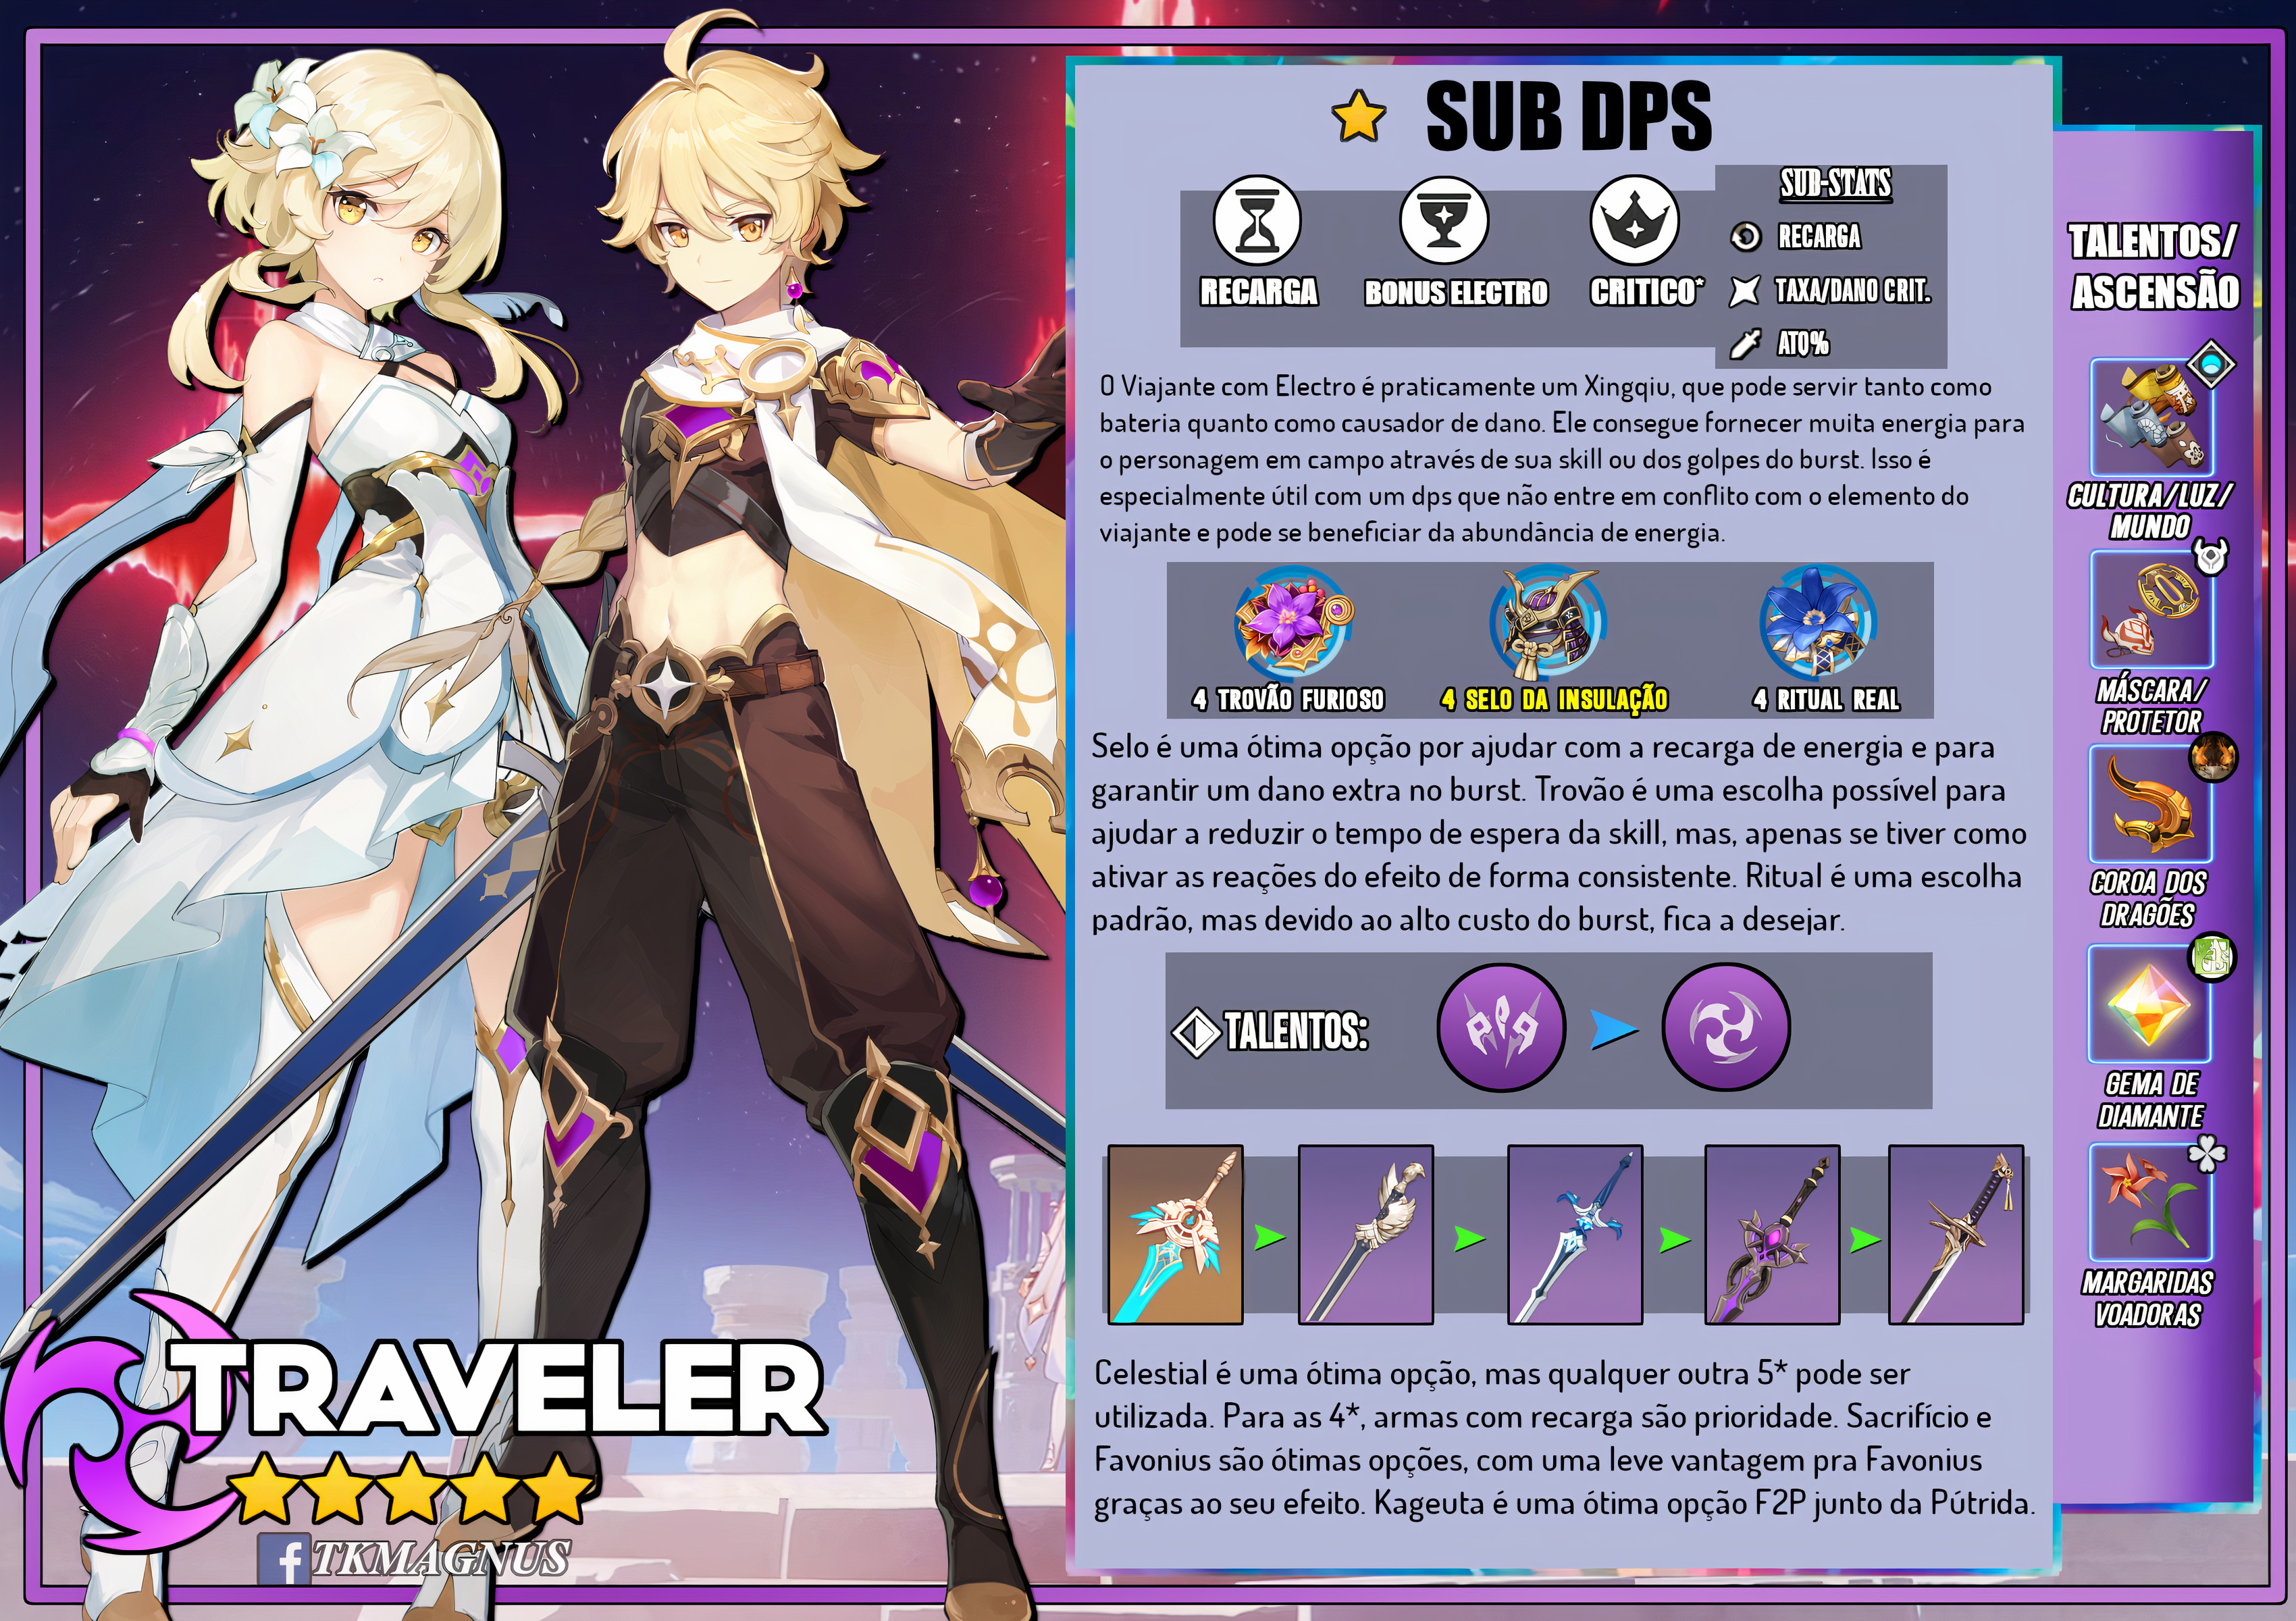 SUB DPS
RECARGA
BONUS ELECTRO
CRITICO*
SUB-STATS
RECARGA
TAXA/DANO CRIT.
ATQ%
O Viajante com Electro é praticamente um Xingqiu, que pode servir tanto como
bateria quanto como causador de dano. Ele consegue fornecer muita energia para
o personagem em campo através de sua skill ou dos golpes do burst. Isso é
especialmente útil com um dps que não entre em conflito com o elemento do
viajante e pode se beneficiar da abundância de energia.
4 TROVÃO FURIOSO
4 SELO DA INSULAÇÃO
4 RITUAL REAL
Selo é uma ótima opção por ajudar com a recarga de energia e para
garantir um dano extra no burst. Trovão é uma escolha possível para
ajudar a reduzir o tempo de espera da skill, mas, apenas se tiver como
ativar as reações do efeito de forma consistente. Ritual é uma escolha
padrão, mas devido ao alto custo do burst, fica a desejar.
TALENTOS:
Celestial é uma ótima opção, mas qualquer outra 5* pode ser
utilizada. Para as 4*, armas com recarga são prioridade. Sacrifício e
Favonius são ótimas opções, com uma leve vantagem pra Favonius
graças ao seu efeito. Kageuta é uma ótima opção F2P junto da Pútrida.
TALENTOS/
ASCENSÃO
CULTURA/LUZ/
MUNDO
MÁSCARA/
PROTETOR
COROA DOS
DRAGÕES
GEMA DE
DIAMANTE
MARGARIDAS
VOADORAS
TRAVELER
f TKMAGNUS